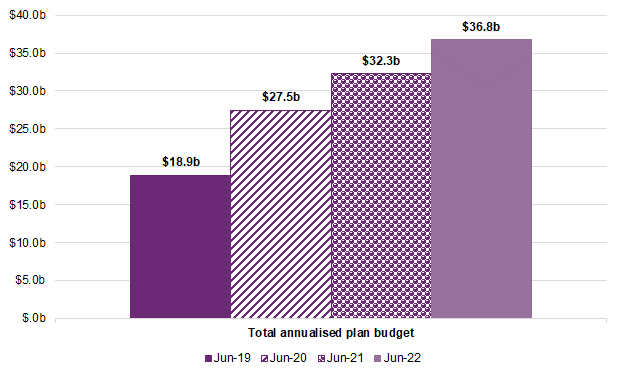 $40.0b
$35.0b
$30.0b
$25.0b
$20.0b
$15.0b
$10.0b
$5.0b
$.0b
$18.9b
$27.5b
$32.3b
$36.8b
Total annualised plan budget
Jun-19 Jun-20 Jun-21 Jun-22